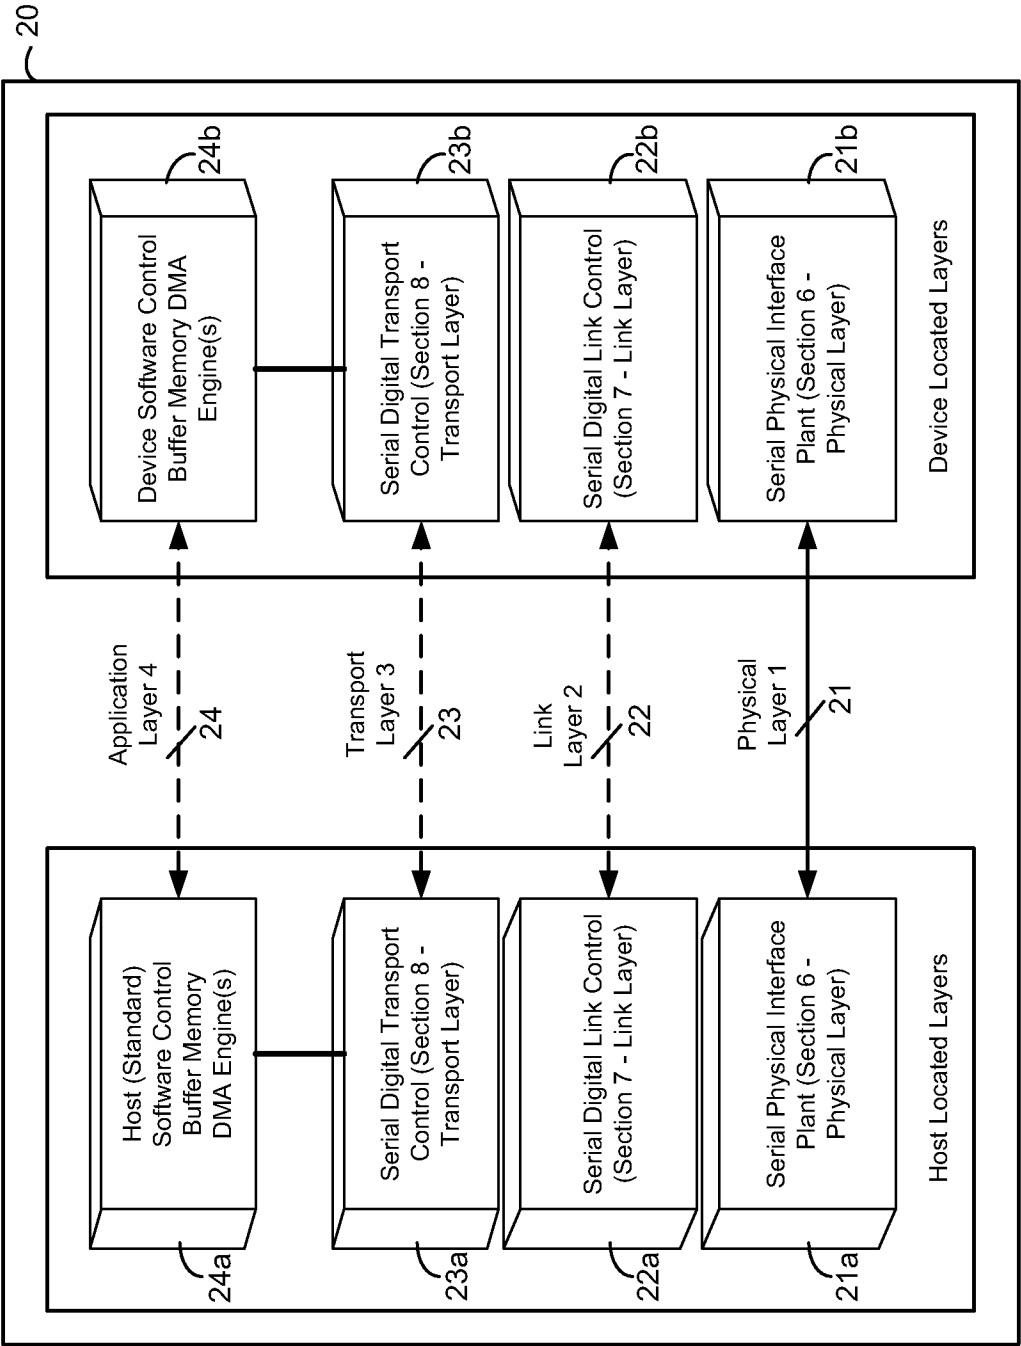 20
24b
Device Software Control
Buffer Memory DMA
Engine(s)
23b
Serial Digital Transport
Control (Section 8 -
Transport Layer)
22b
Serial Digital Link Control
(Section 7 - Link Layer)
21b
Serial Physical Interface
Plant (Section 6 -
Physical Layer)
Device Located Layers
Application
Layer 4
24
Transport
Layer 3
23
Link
Layer 2
22
Physical
Layer 1
21
Host (Standard)
Software Control
Buffer Memory
DMA Engine(s)
24a
Serial Digital Transport
Control (Section 8 -
Transport Layer)
23a
Serial Digital Link Control
(Section 7 - Link Layer)
22a
Serial Physical Interface
Plant (Section 6 -
Physical Layer)
21a
Host Located Layers